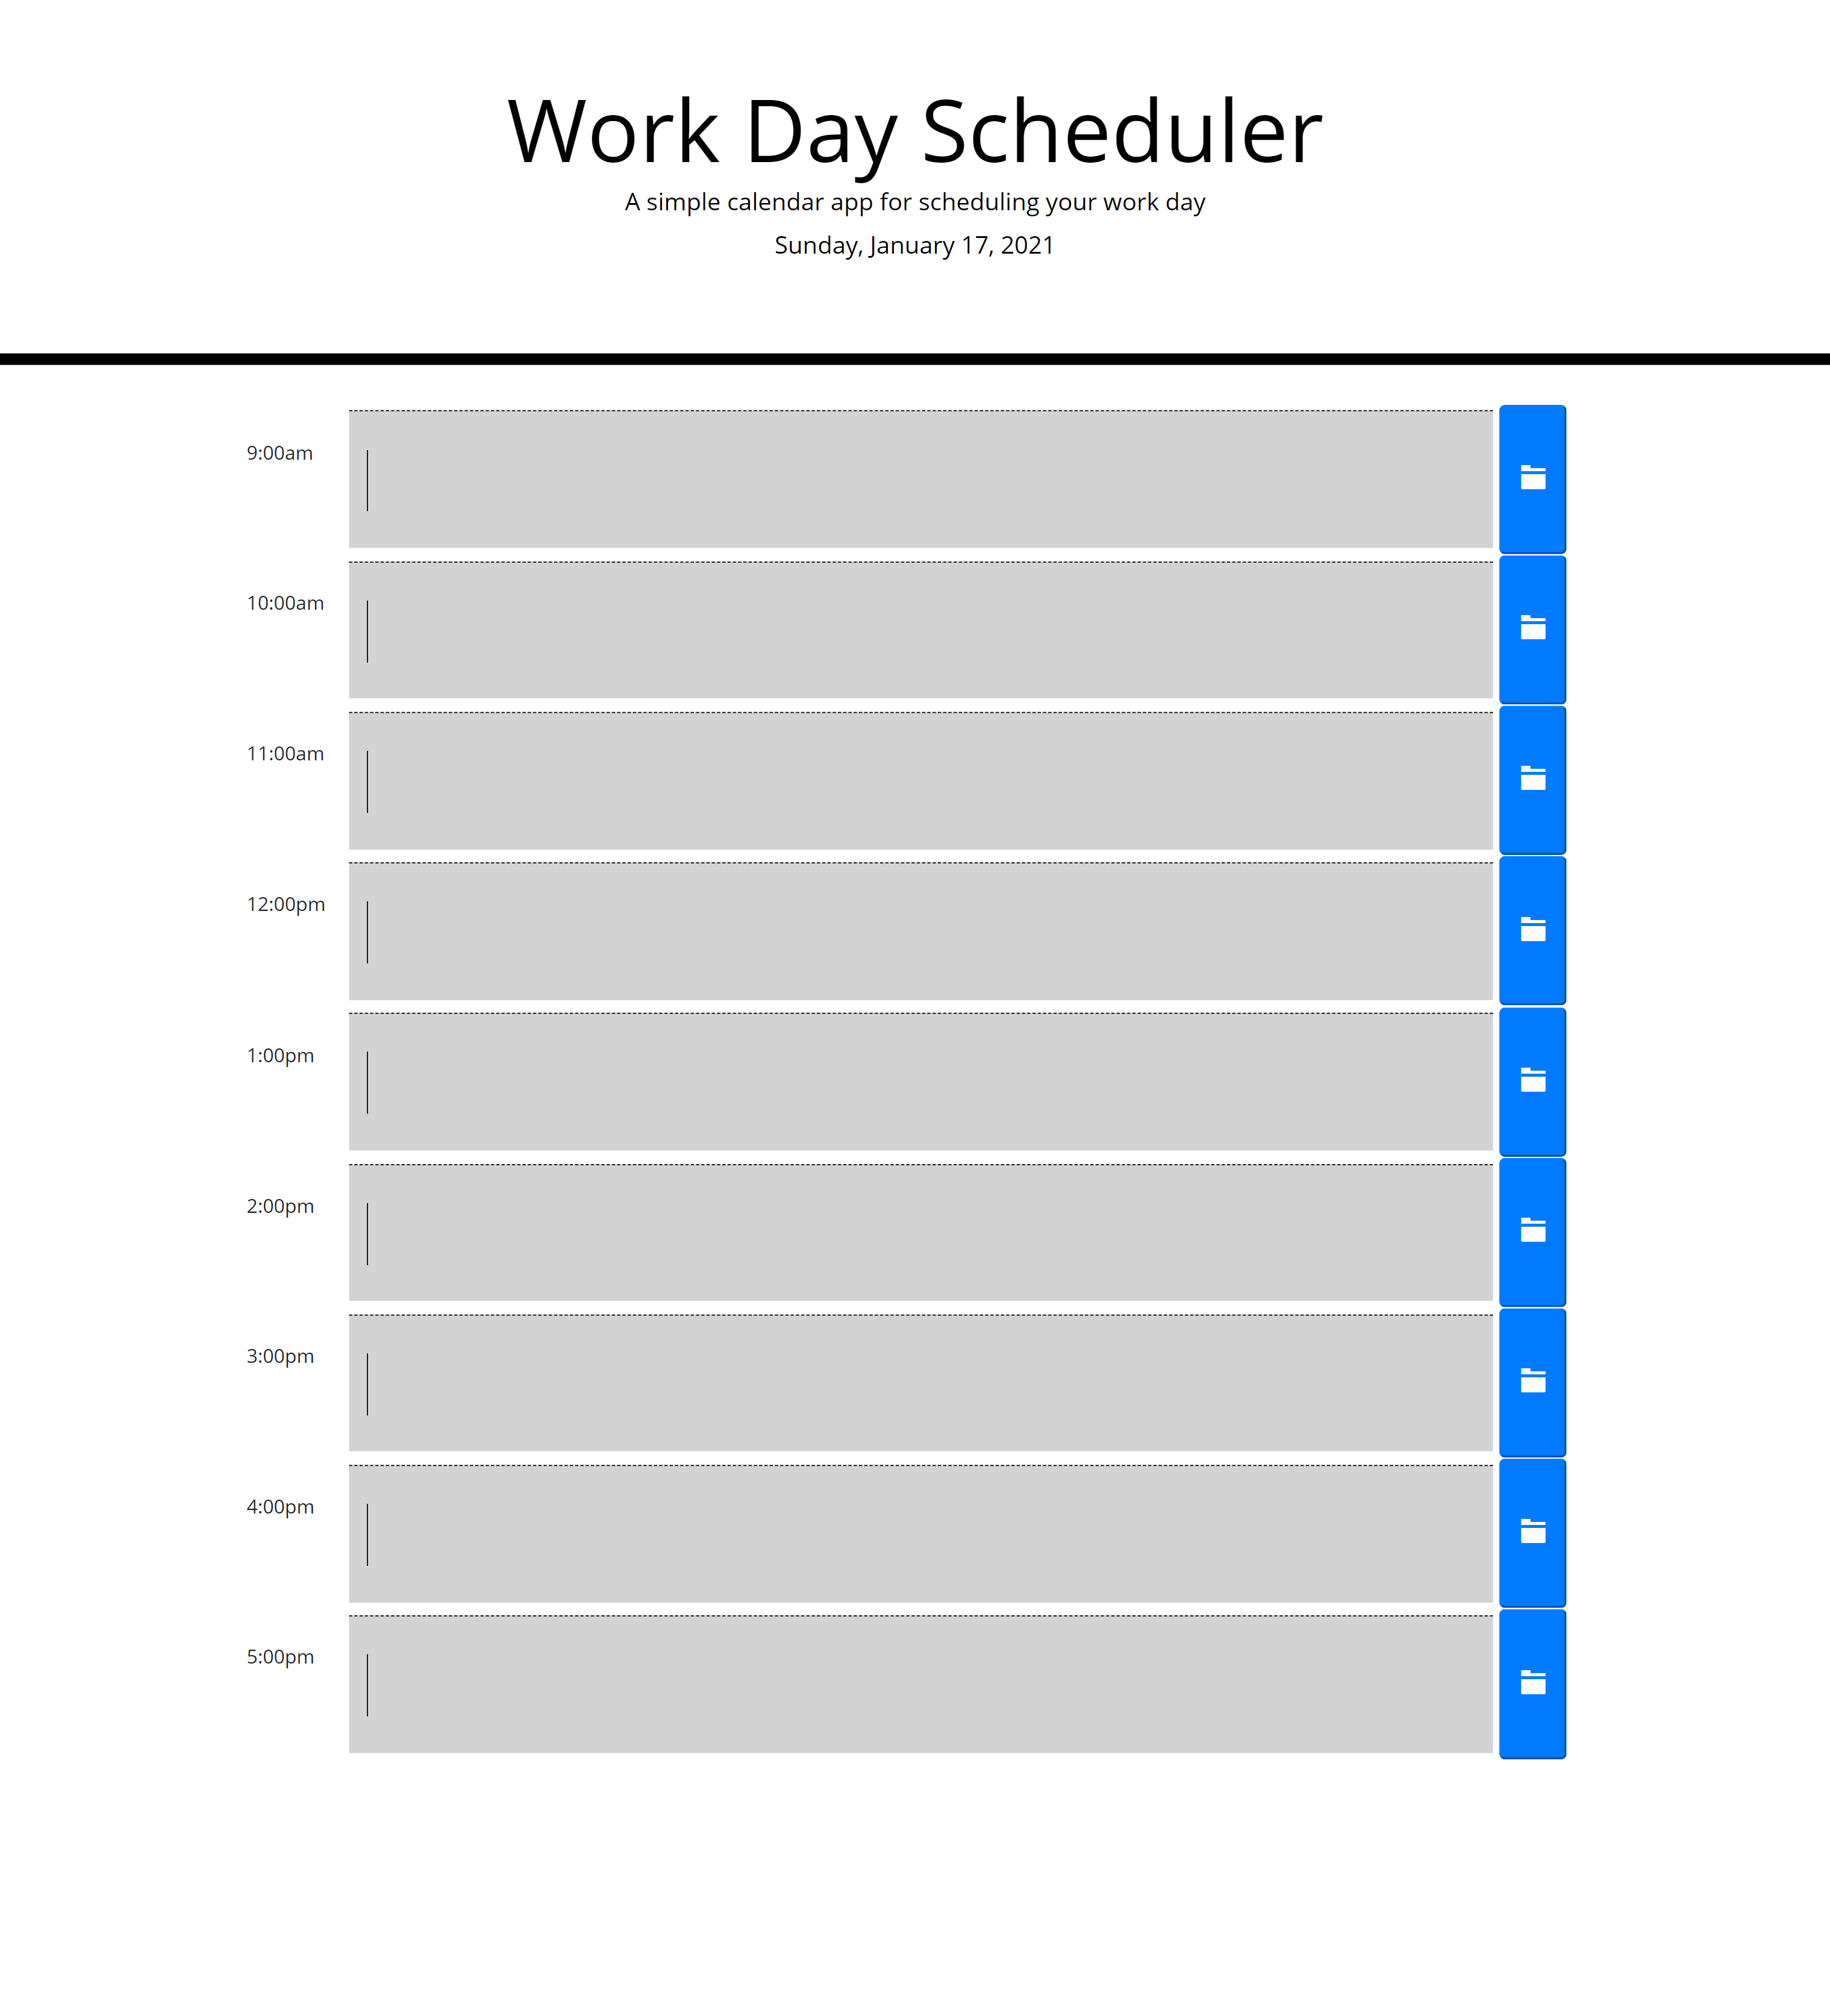 Work Day Scheduler
A simple calendar app for scheduling your work day
Sunday, January 17, 2021
9:00am
10:00am
11:00am
12:00pm
1:00pm
2:00pm
3:00pm
4:00pm
5:00pm